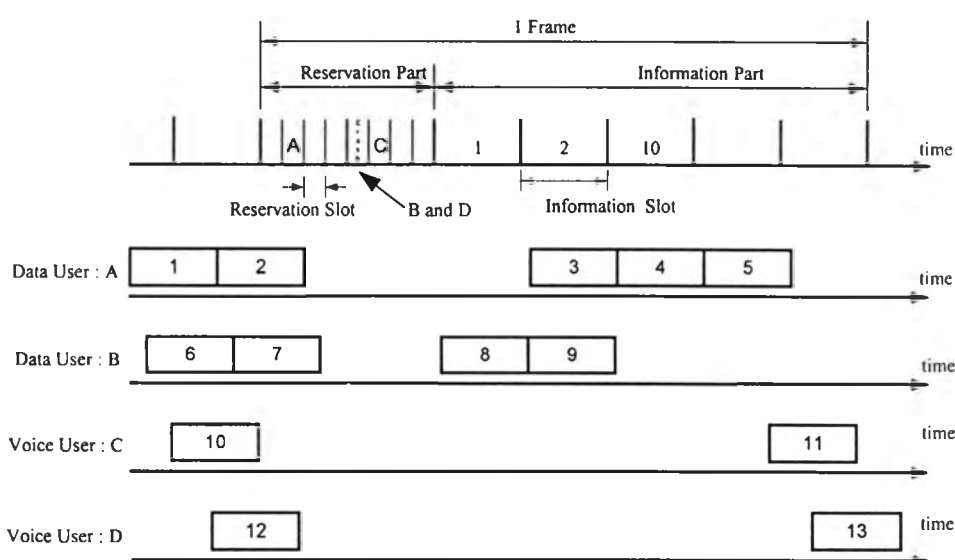 1 Frame
Reservation Part
Information Part
A
C
1
2
10
time
Reservation Slot
B and D
Information Slot
Data User : A
1
2
3
4
5
time
Data User : B
6
7
8
9
time
Voice User : C
10
11
time
Voice User : D
12
13
time